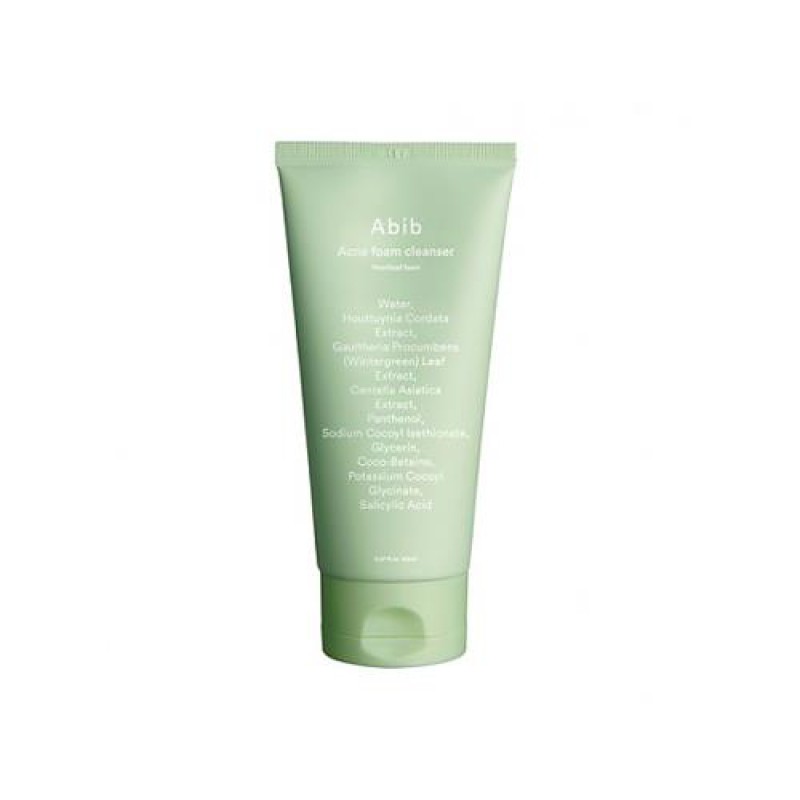 Abib
Acne foam cleanser
Heartleaf foam
Water,
Houttuynia Cordata
Extract,
Gaultheria Procumbens
(Wintergreen) Leaf
Extract,
Centella Asiatica
Extract,
Panthenol,
Sodium Cocoyl Isethionate,
Glycerin,
Coco-Betaine,
Potassium Cocoyl
Glycinate,
Salicylic Acid